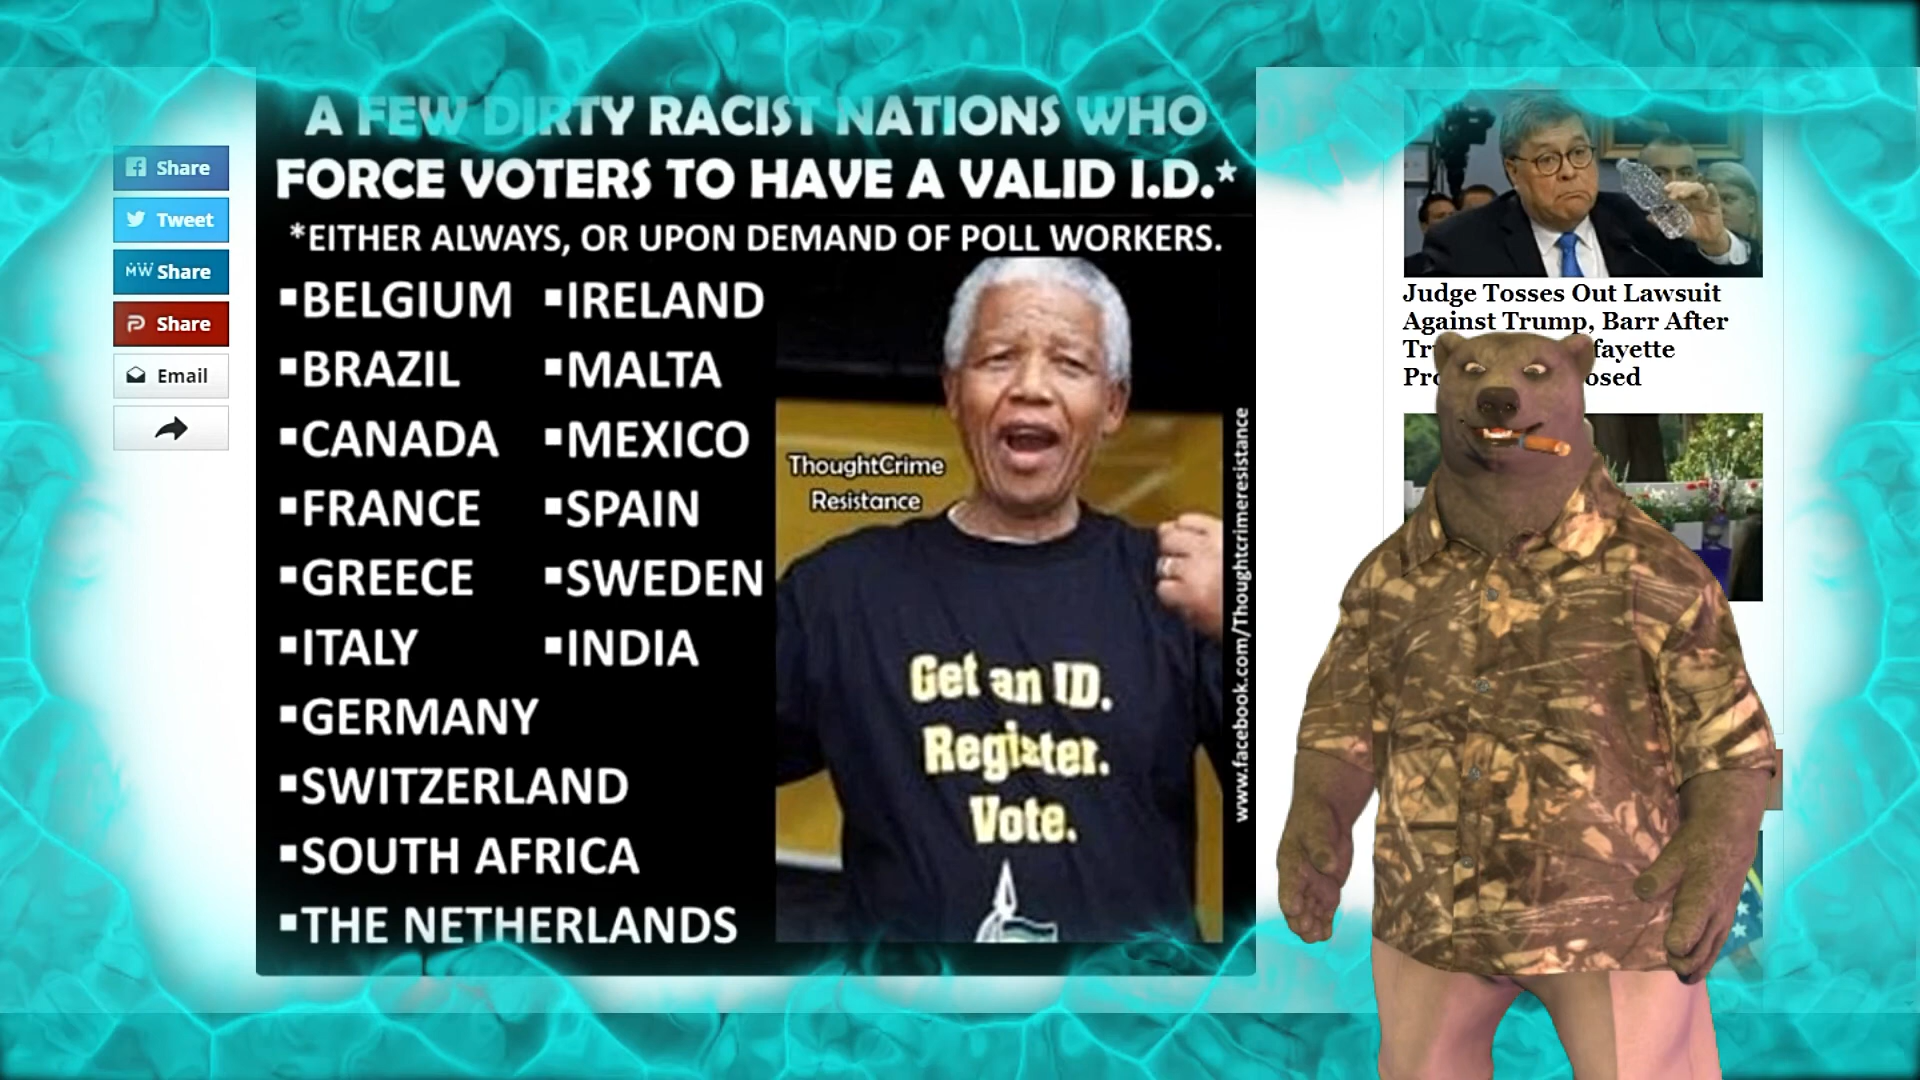 A FEW DIRTY RACIST NATIONS WHO
FORCE VOTERS TO HAVE A VALID I.D.*
*EITHER ALWAYS, OR UPON DEMAND OF POLL WORKERS.
▪BELGIUM
▪BRAZIL
▪CANADA
▪FRANCE
▪GREECE
▪ITALY
▪GERMANY
▪SWITZERLAND
▪SOUTH AFRICA
▪THE NETHERLANDS
▪IRELAND
▪MALTA
▪MEXICO
▪SPAIN
▪SWEDEN
▪INDIA
ThoughtCrime
Resistance
Get an ID.
Register.
Vote.
www.facebook.com/Thoughtcrimeresistance
Share
Tweet
MW Share
Share
Email
Judge Tosses Out Lawsuit
Against Trump, Barr After